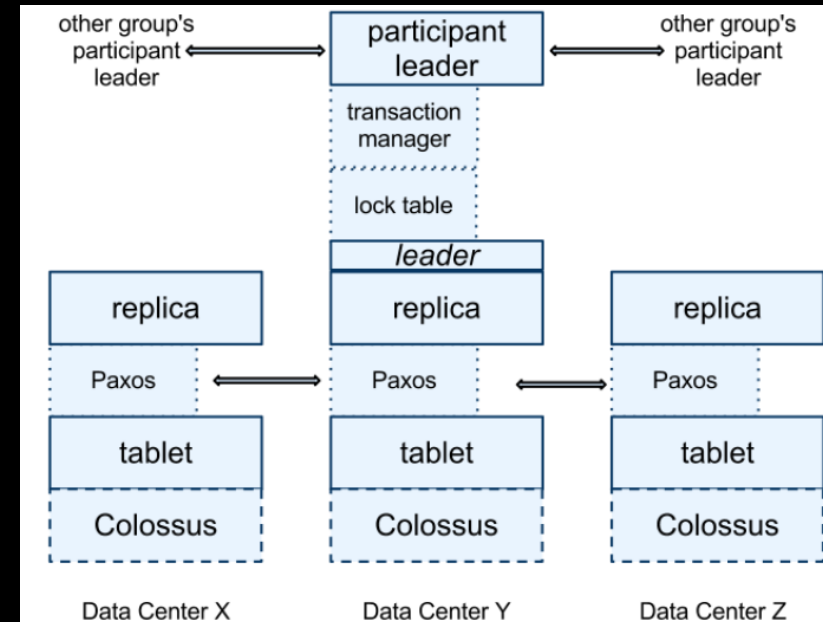 other group's
participant
leader
participant
leader
other group's
participant
leader
transaction
manager
lock table
leader
replica
replica
replica
Paxos
Paxos
Paxos
tablet
tablet
tablet
Colossus
Colossus
Colossus
Data Center X
Data Center Y
Data Center Z